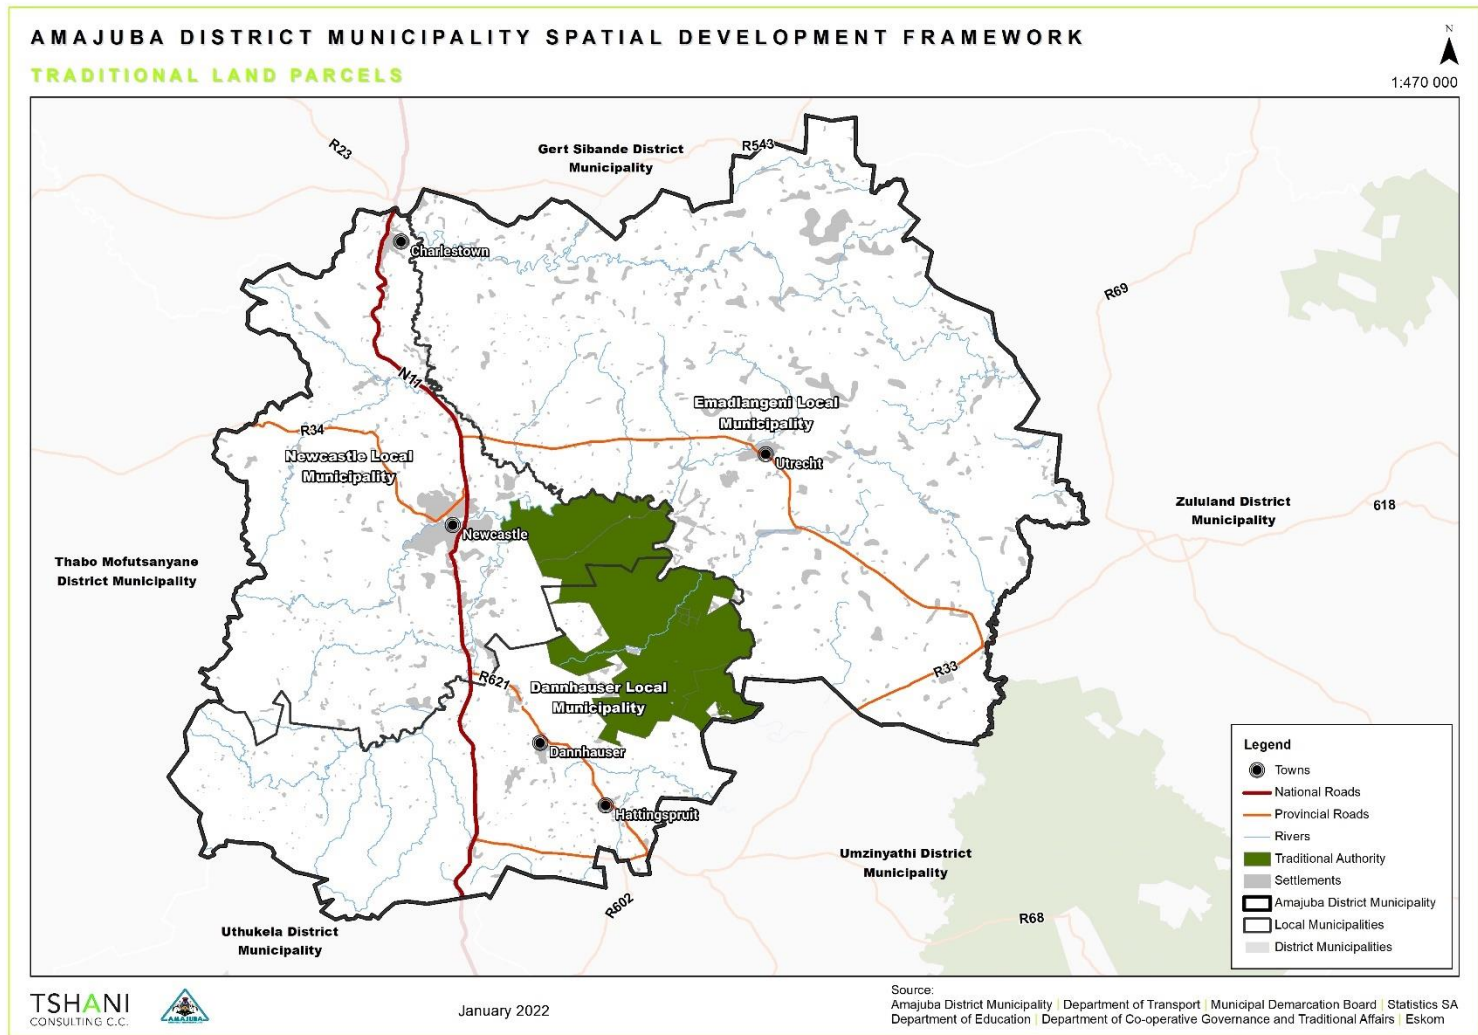 AMAJUBA DISTRICT MUNICIPALITY SPATIAL DEVELOPMENT FRAMEWORK
TRADITIONAL LAND PARCELS
N
1:470 000
R23
Gert Sibande District
Municipality
R543
Charlestown
R69
N11
Emadlangeni Local
Municipality
R34
Newcastle Local
Municipality
Utrecht
Zululand District
Municipality
618
Newcastle
Thabo Mofutsanyane
District Municipality
R33
R621
Dannhauser Local
Municipality
Dannhauser
Hattingspruit
Umzinyathi District
Municipality
R602
R68
Uthukela District
Municipality
Legend
Towns
National Roads
Provincial Roads
Rivers
Traditional Authority
Settlements
Amajuba District Municipality
Local Municipalities
District Municipalities
TSHANI
CONSULTING C.C.
AMAJUBA
January 2022
Source:
Amajuba District Municipality | Department of Transport | Municipal Demarcation Board | Statistics SA
Department of Education | Department of Co-operative Governance and Traditional Affairs | Eskom